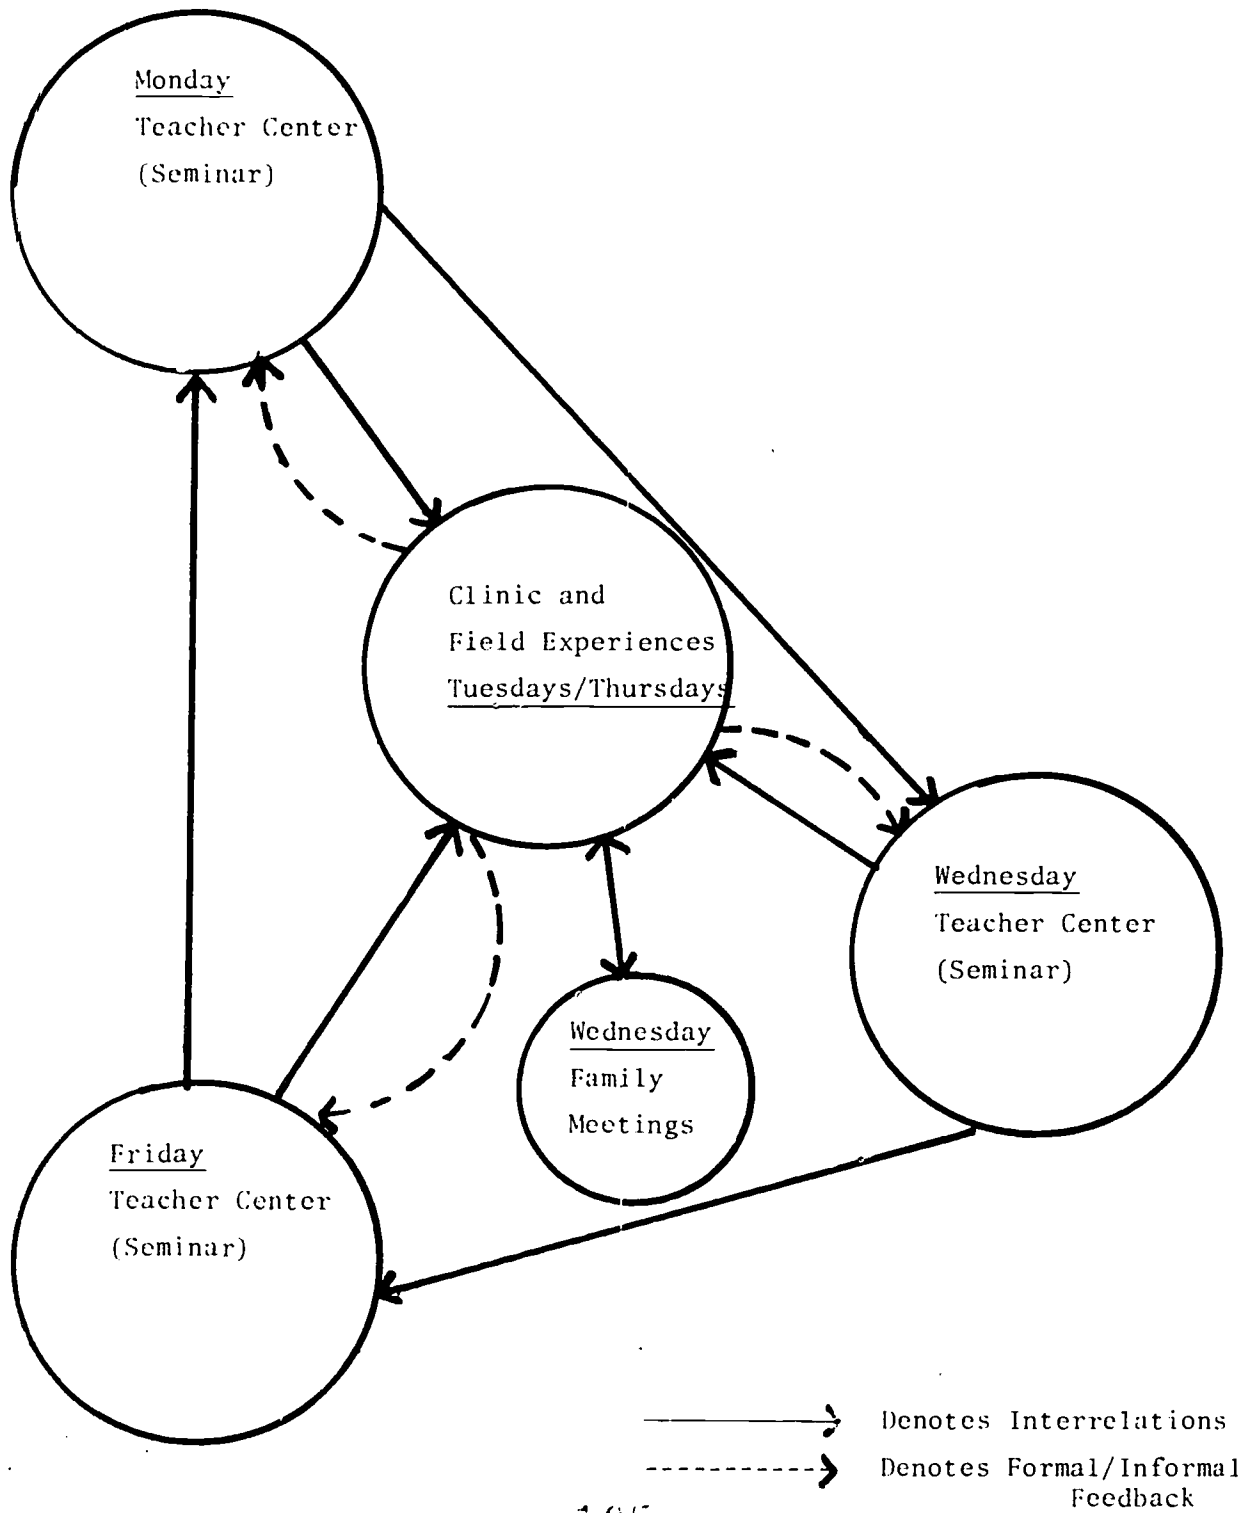 Monday
Teacher Center
(Seminar)
Clinic and
Field Experiences
Tuesdays/Thursdays
Wednesday
Teacher Center
(Seminar)
Wednesday
Family
Meetings
Friday
Teacher Center
(Seminar)
Denotes Interrelations
Denotes Formal/Informal
Feedback